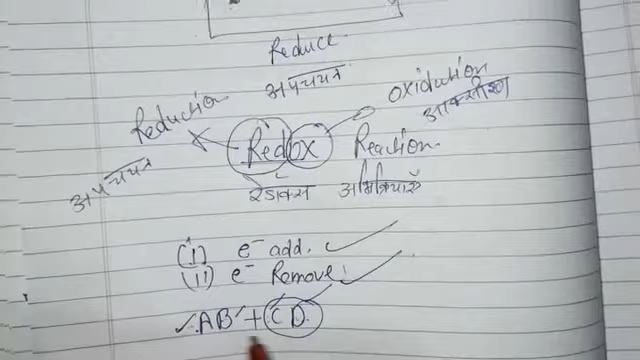 Reduce
अपचयन
Reduction
oxidation
अपचयन
Redox Reaction
रेडाक्स अभिक्रियाएँ
(i) e⁻ add.
(ii) e⁻ Remove
AB + CD